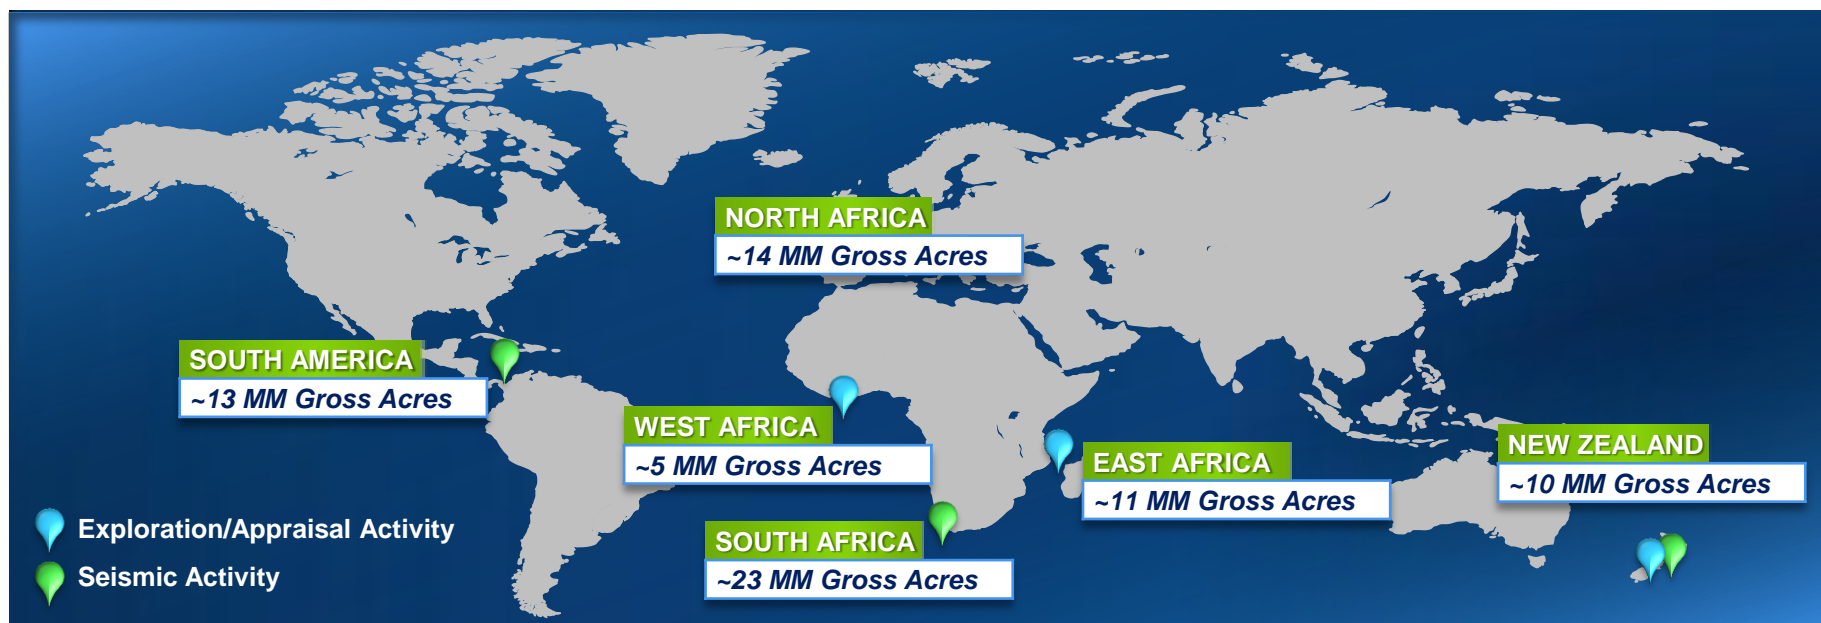 NORTH AFRICA
~14 MM Gross Acres
SOUTH AMERICA
~13 MM Gross Acres
WEST AFRICA
~5 MM Gross Acres
EAST AFRICA
~11 MM Gross Acres
NEW ZEALAND
~10 MM Gross Acres
SOUTH AFRICA
~23 MM Gross Acres
Exploration/Appraisal Activity
Seismic Activity